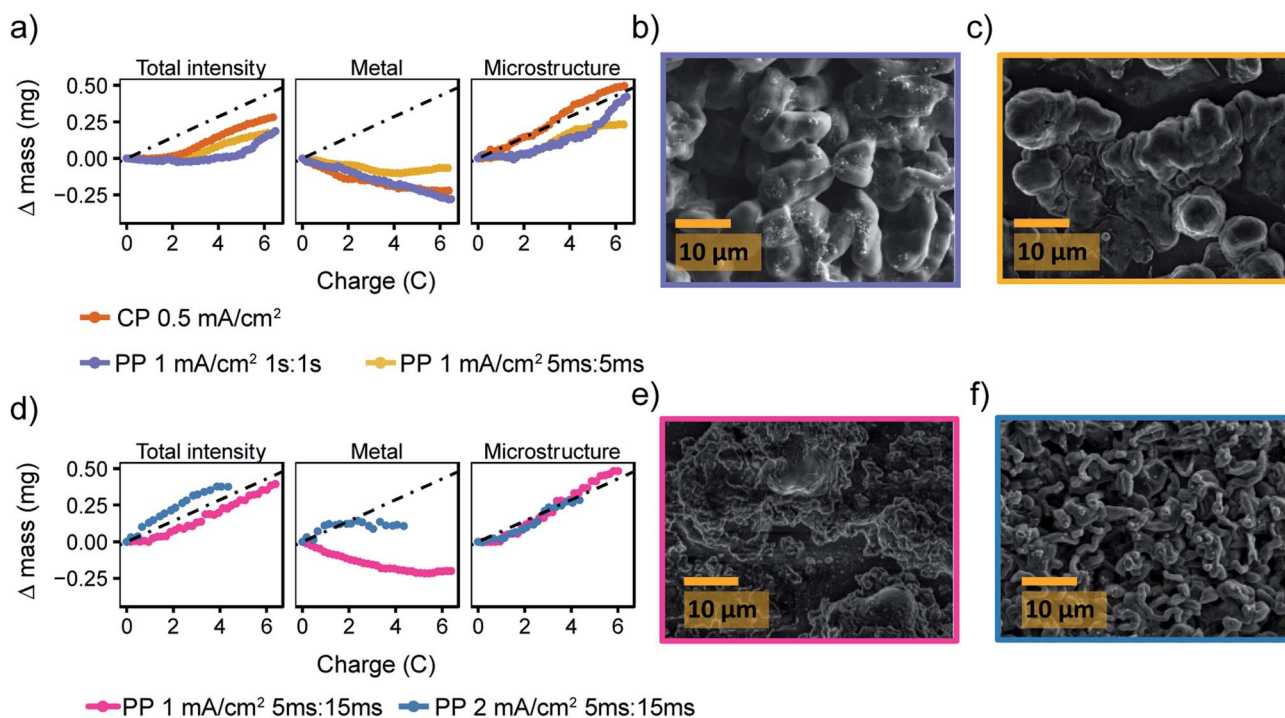 a)
Total intensity Metal Microstructure
Δ mass (mg)
0.50
0.25
0.00
−0.25
0 2 4 6 0 2 4 6 0 2 4 6
Charge (C)
CP 0.5 mA/cm²
PP 1 mA/cm² 1s:1s PP 1 mA/cm² 5ms:5ms
b)
10 µm
c)
10 µm
d)
Total intensity Metal Microstructure
Δ mass (mg)
0.50
0.25
0.00
−0.25
0 2 4 6 0 2 4 6 0 2 4 6
Charge (C)
PP 1 mA/cm² 5ms:15ms PP 2 mA/cm² 5ms:15ms
e)
10 µm
f)
10 µm